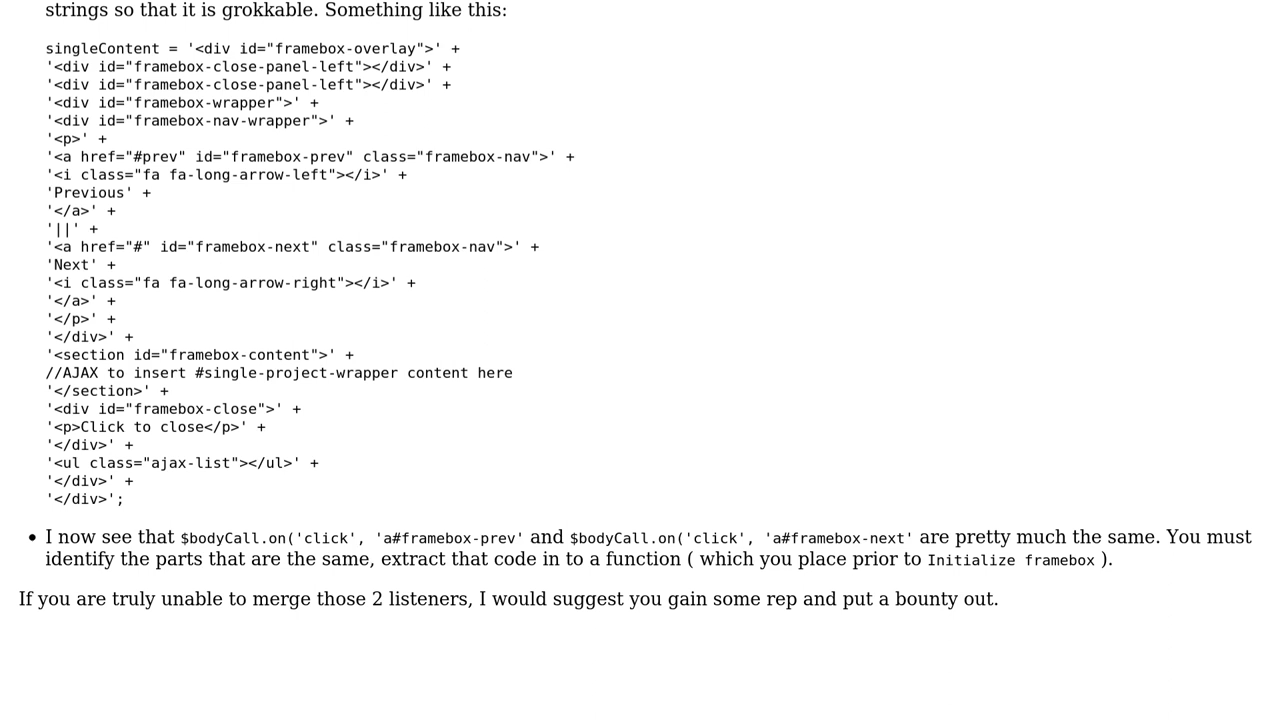 strings so that it is grokkable. Something like this:
singleContent = '<div id="framebox-overlay">' +
'<div id="framebox-close-panel-left"></div>' +
'<div id="framebox-close-panel-left"></div>' +
'<div id="framebox-wrapper">' +
'<div id="framebox-nav-wrapper">' +
'<p>' +
'<a href="#prev" id="framebox-prev" class="framebox-nav">' +
'<i class="fa fa-long-arrow-left"></i>' +
'Previous' +
'</a>' +
'||' +
'<a href="#" id="framebox-next" class="framebox-nav">' +
'Next' +
'<i class="fa fa-long-arrow-right"></i>' +
'</a>' +
'</p>' +
'</div>' +
'<section id="framebox-content">' +
//AJAX to insert #single-project-wrapper content here
'</section>' +
'<div id="framebox-close">' +
'<p>Click to close</p>' +
'</div>' +
'<ul class="ajax-list"></ul>' +
'</div>' +
'</div>';
• I now see that $bodyCall.on('click', 'a#framebox-prev' and $bodyCall.on('click', 'a#framebox-next' are pretty much the same. You must
identify the parts that are the same, extract that code in to a function ( which you place prior to Initialize framebox ).
If you are truly unable to merge those 2 listeners, I would suggest you gain some rep and put a bounty out.